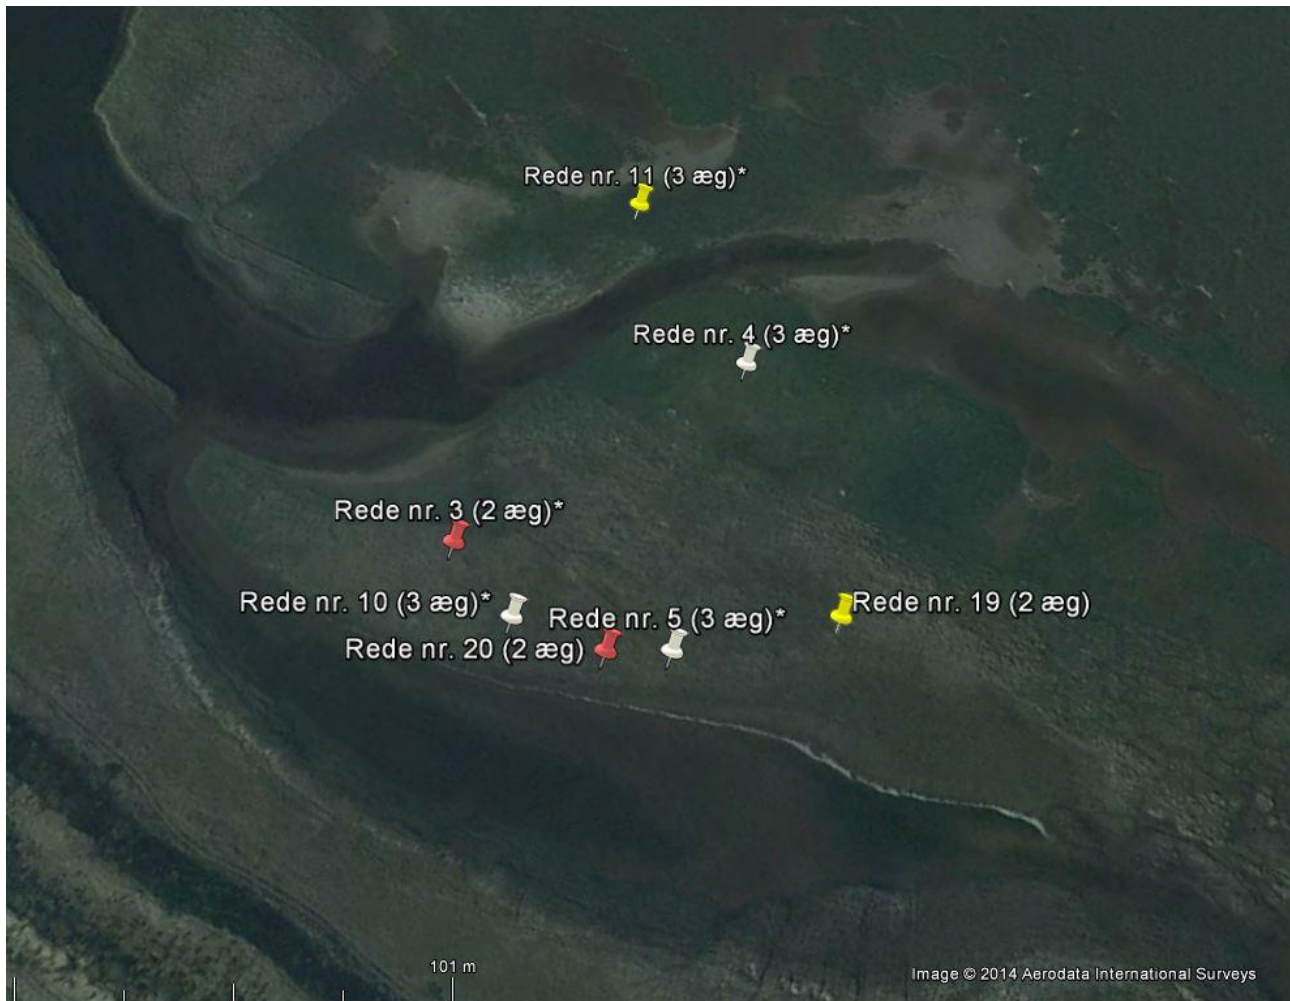 Rede nr. 11 (3 æg)*
Rede nr. 4 (3 æg)*
Rede nr. 3 (2 æg)*
Rede nr. 10 (3 æg)*
Rede nr. 5 (3 æg)*
Rede nr. 19 (2 æg)
Rede nr. 20 (2 æg)
101 m
Image © 2014 Aerodata International Surveys